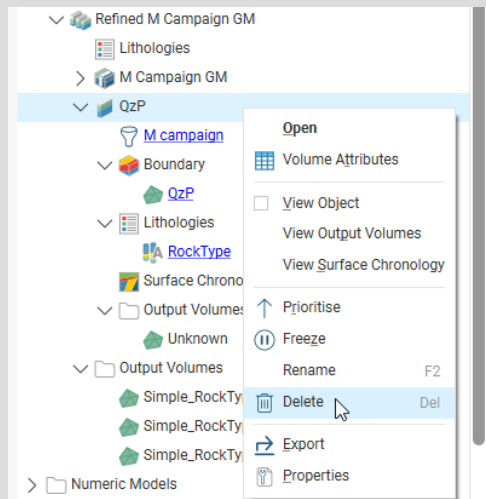 Refined M Campaign GM
Lithologies
M Campaign GM
QzP
M campaign
Boundary
QzP
Lithologies
RockType
Surface Chrono
Output Volumes
Unknown
Output Volumes
Simple_RockTy
Simple_RockTy
Simple_RockTy
Numeric Models
Open
Volume Attributes
View Object
View Output Volumes
View Surface Chronology
Prioritise
Freeze
Rename F2
Delete Del
Export
Properties